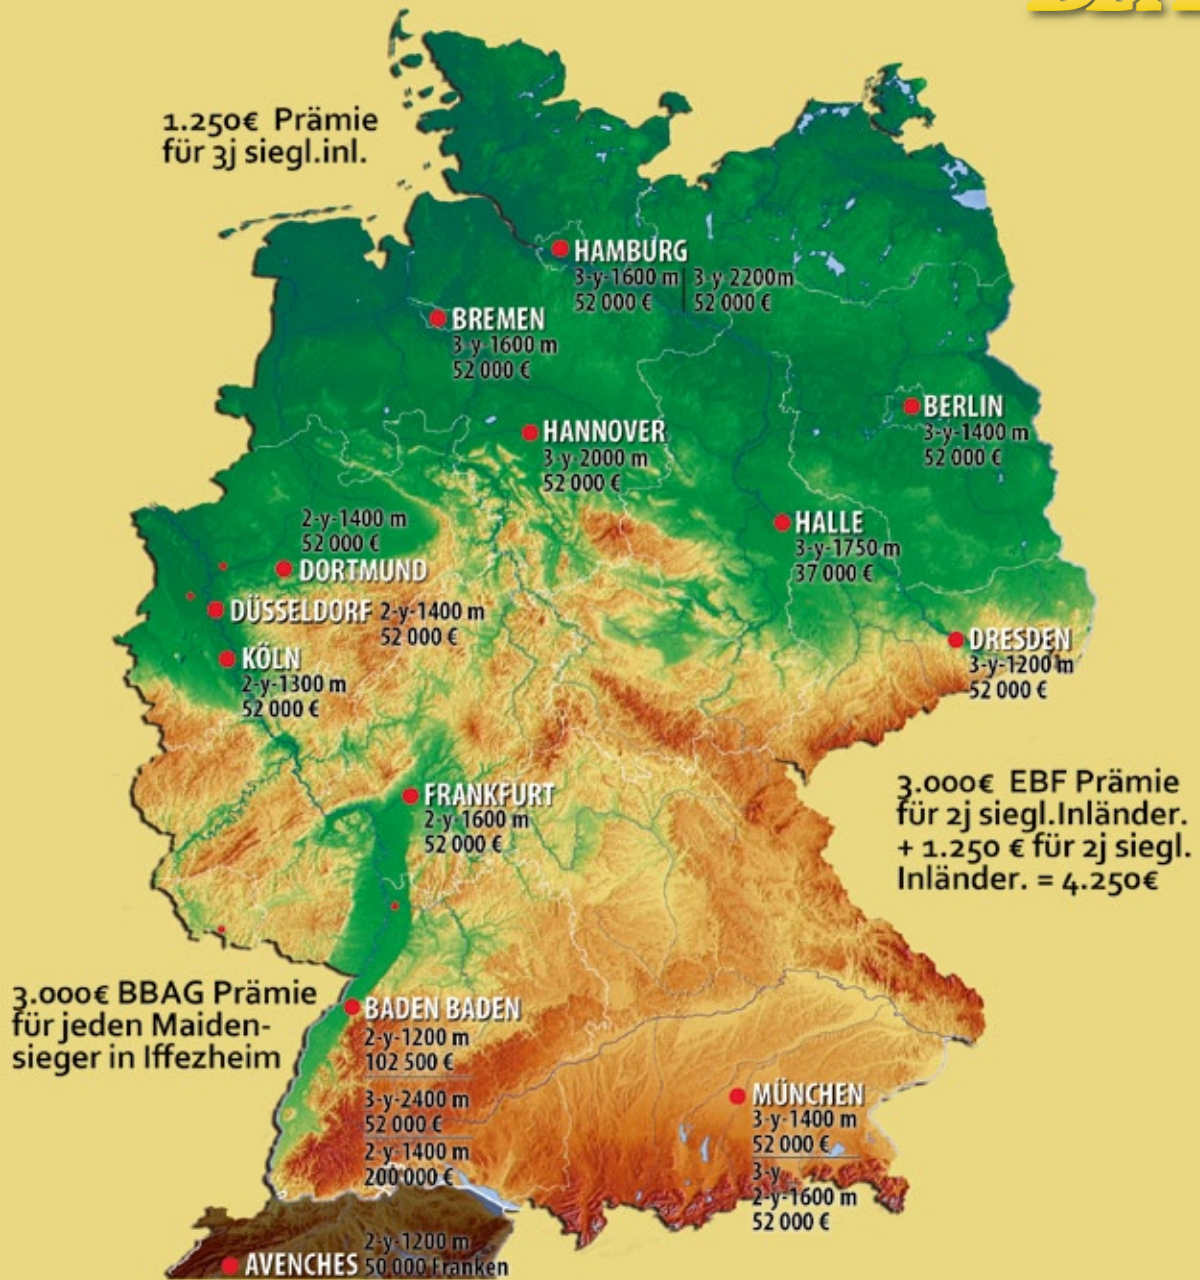 1.250€ Prämie
für 3j siegl.inl.
HAMBURG
3-y-1600 m | 3-y-2200m
52 000 € | 52 000 €
BREMEN
3-y-1600 m
52 000 €
BERLIN
3-y-1400 m
52 000 €
HANNOVER
3-y-2000 m
52 000 €
HALLE
3-y-1750 m
37 000 €
2-y-1400 m
52 000 €
DORTMUND
DÜSSELDORF 2-y-1400 m
52 000 €
KÖLN
2-y-1300 m
52 000 €
DRESDEN
3-y-1200 m
52 000 €
FRANKFURT
2-y-1600 m
52 000 €
3.000€ EBF Prämie
für 2j siegl.Inländer.
+ 1.250 € für 2j siegl.
Inländer. = 4.250€
3.000€ BBAG Prämie
für jeden Maiden-
sieger in Iffezheim
BADEN BADEN
2-y-1200 m
102 500 €
3-y-2400 m
52 000 €
2-y-1400 m
200 000 €
MÜNCHEN
3-y-1400 m
52 000 €
3-y-
2-y-1600 m
52 000 €
2-y-1200 m
AVENCHES 50 000 Franken